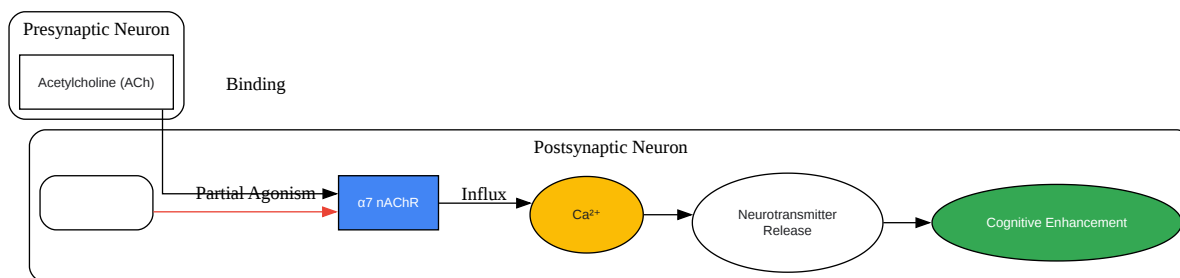 Presynaptic Neuron
Acetylcholine (ACh)
Binding
Postsynaptic Neuron
Partial Agonism
α7 nAChR
Influx
Ca²⁺
Neurotransmitter
Release
Cognitive Enhancement